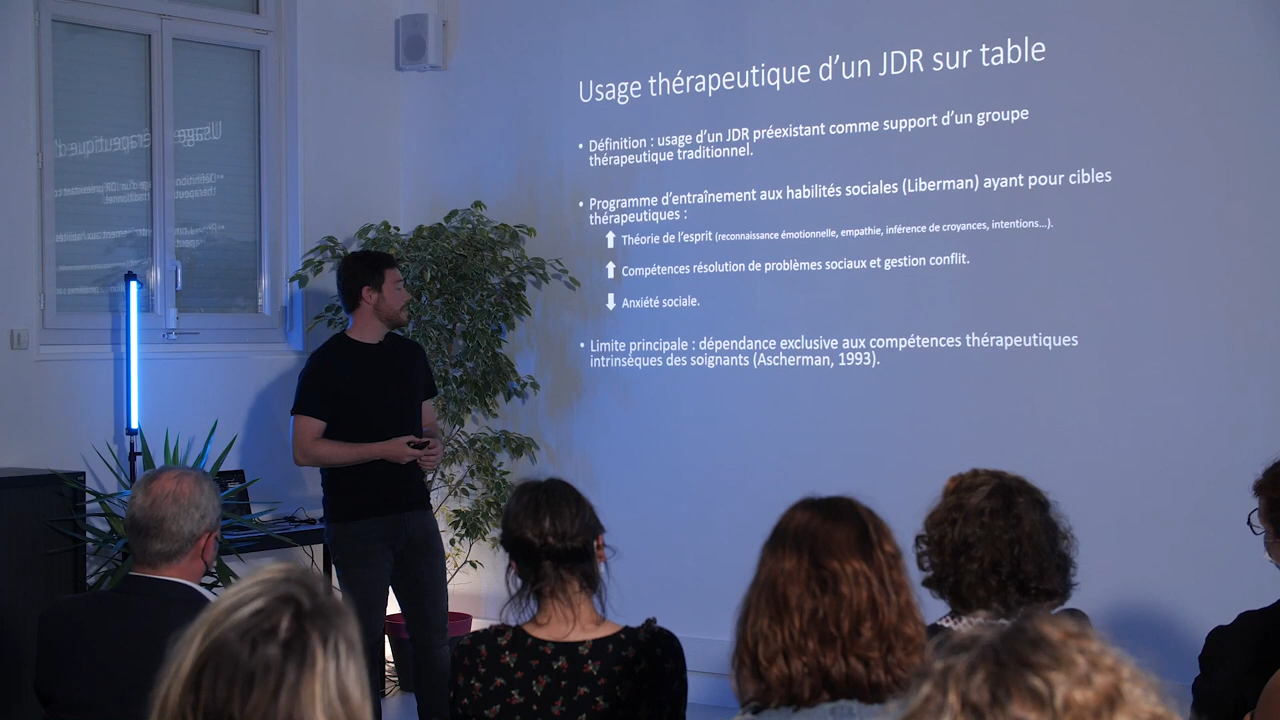 Usage thérapeutique d'un JDR sur table
• Définition : usage d'un JDR préexistant comme support d'un groupe
thérapeutique traditionnel.
• Programme d'entraînement aux habilités sociales (Liberman) ayant pour cibles
thérapeutiques :
Théorie de l'esprit (reconnaissance émotionnelle, empathie, inférence de croyances, intentions...).
Compétences résolution de problèmes sociaux et gestion conflit.
Anxiété sociale.
• Limite principale : dépendance exclusive aux compétences thérapeutiques
intrinsèques des soignants (Ascherman, 1993).